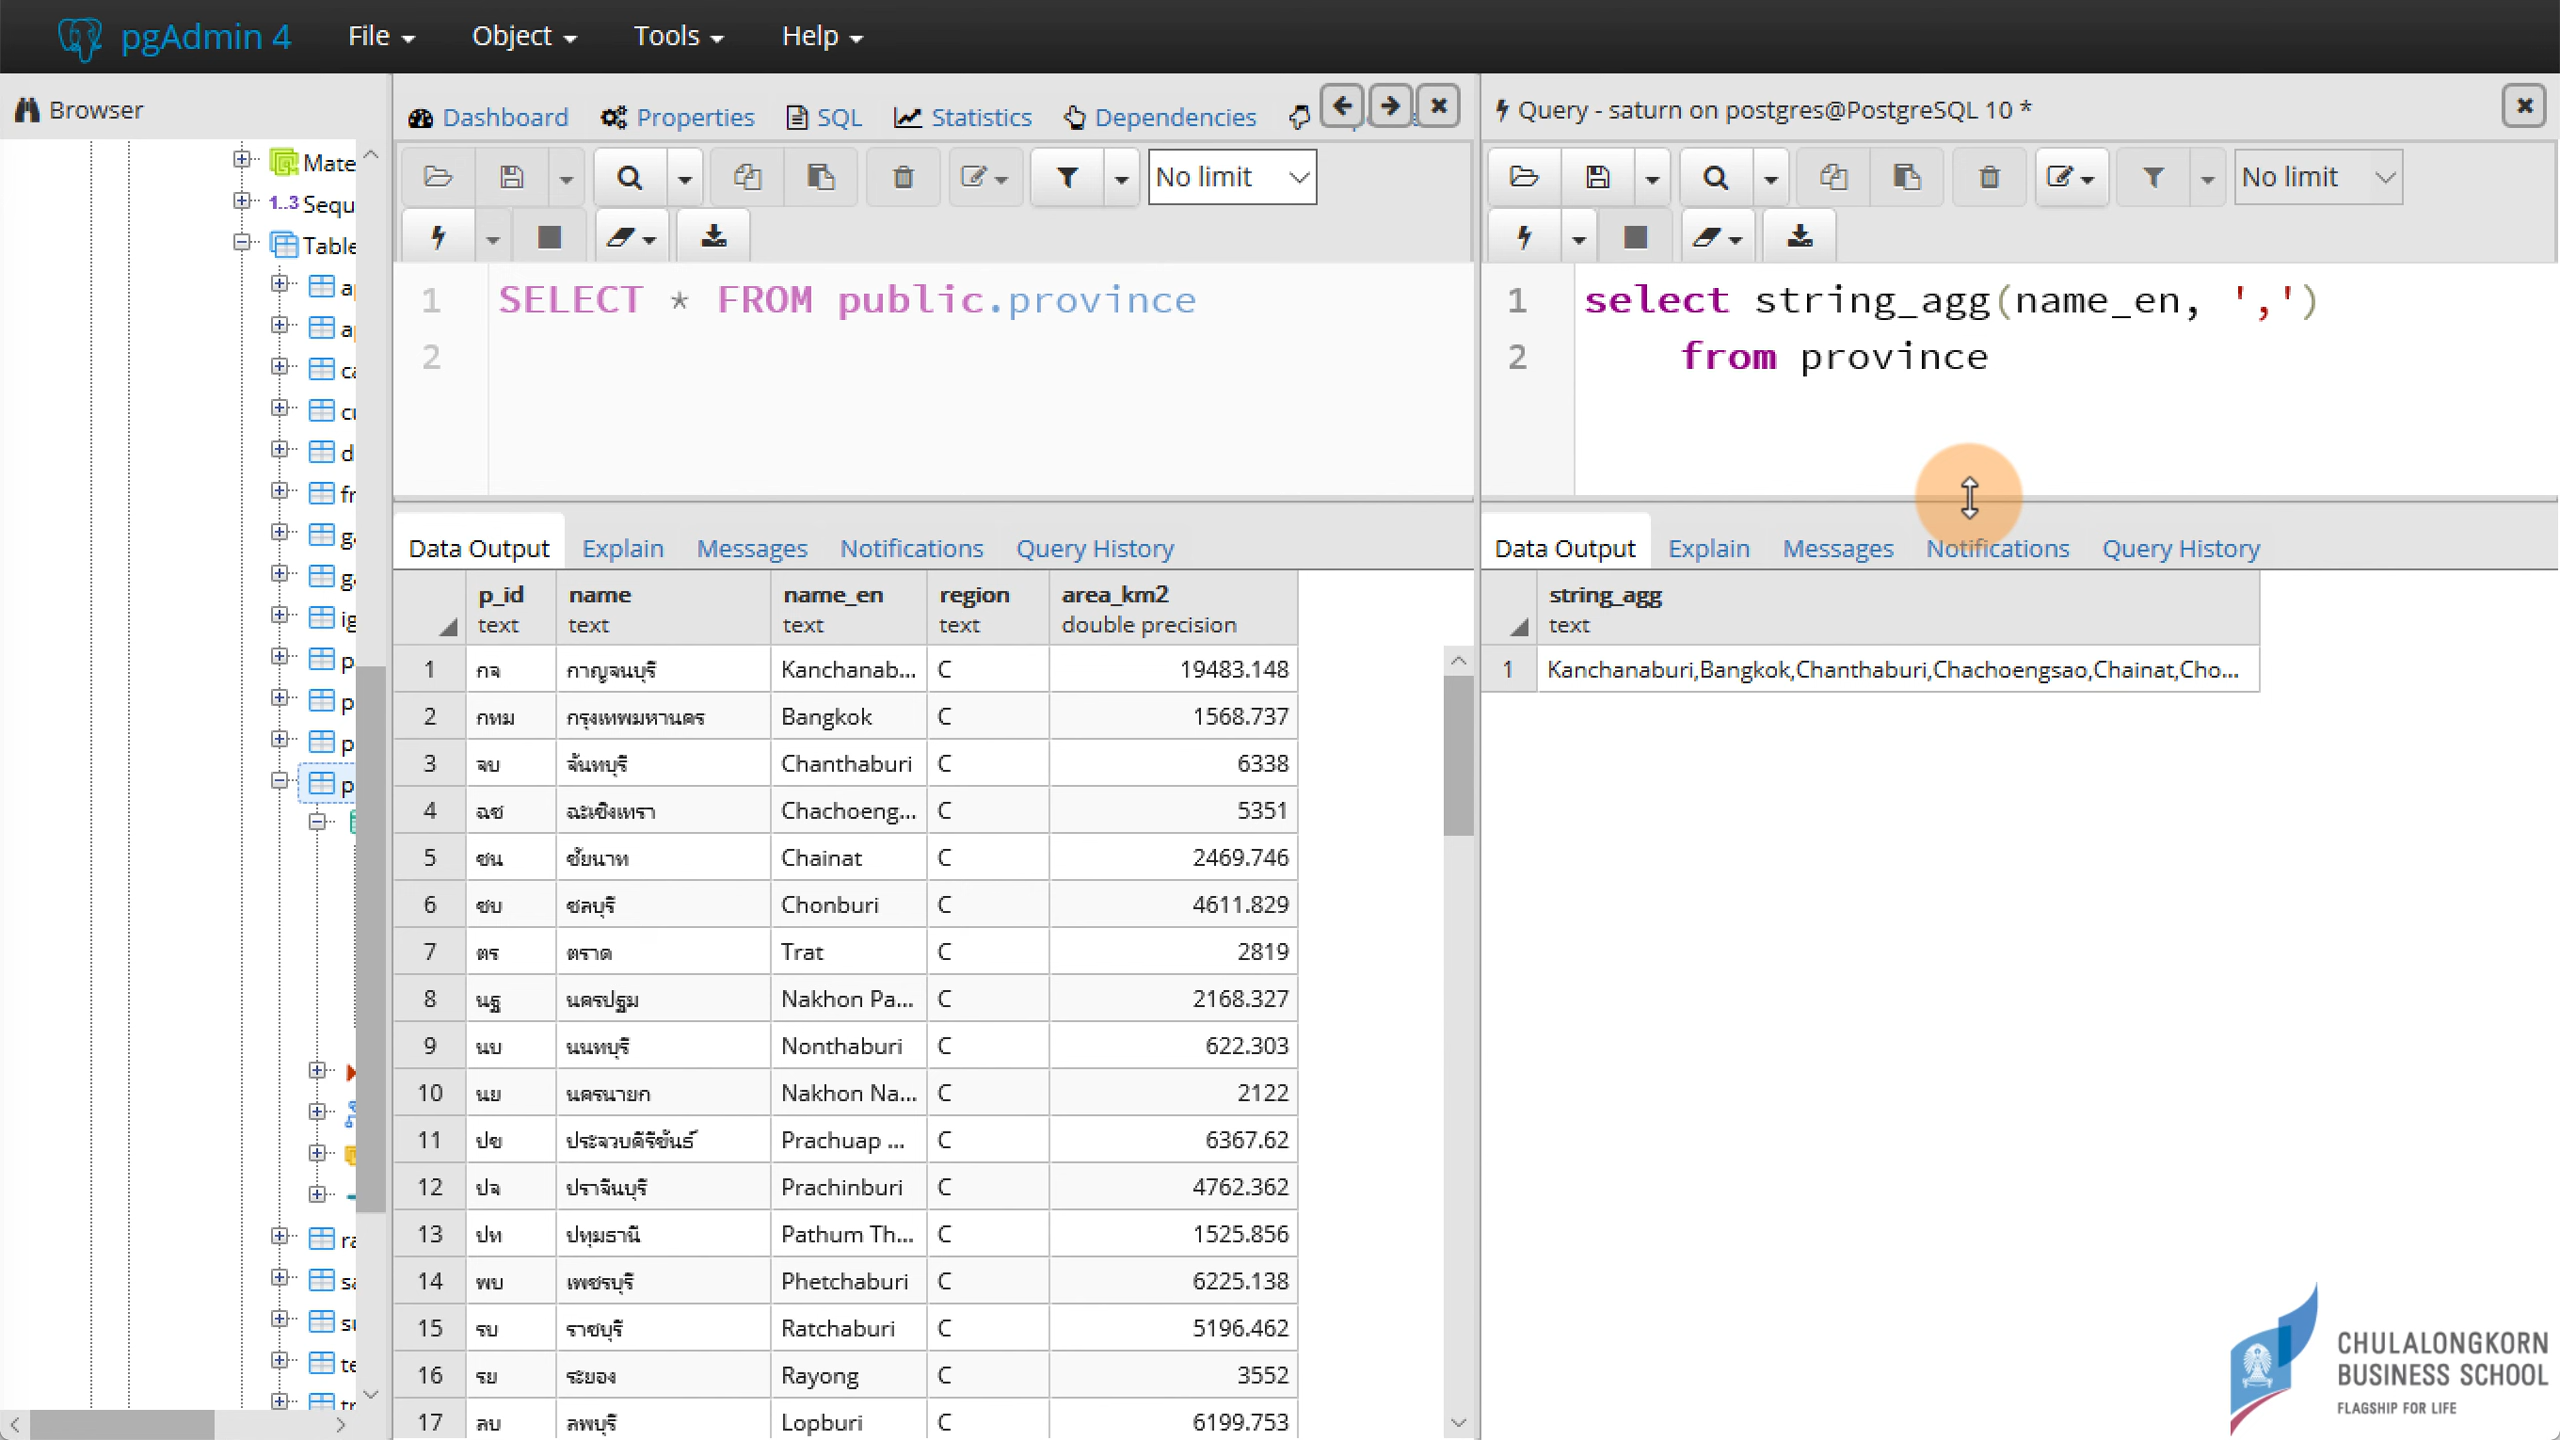 pgAdmin 4 File Object Tools Help
Browser
Mate
1..3 Sequ
Table
Dashboard Properties SQL Statistics Dependencies
No limit
1 SELECT * FROM public.province
2
Data Output Explain Messages Notifications Query History
p_id name name_en region area_km2
text text text text double precision
1 กจ กาญจนบุรี Kanchanab... C 19483.148
2 กทม กรุงเทพมหานคร Bangkok C 1568.737
3 จบ จันทบุรี Chanthaburi C 6338
4 ฉช ฉะเชิงเทรา Chachoeng... C 5351
5 ชน ชัยนาท Chainat C 2469.746
6 ชบ ชลบุรี Chonburi C 4611.829
7 ตร ตราด Trat C 2819
8 นฐ นครปฐม Nakhon Pa... C 2168.327
9 นบ นนทบุรี Nonthaburi C 622.303
10 นย นครนายก Nakhon Na... C 2122
11 ปข ประจวบคีรีขันธ์ Prachuap ... C 6367.62
12 ปจ ปราจีนบุรี Prachinburi C 4762.362
13 ปท ปทุมธานี Pathum Th... C 1525.856
14 พบ เพชรบุรี Phetchaburi C 6225.138
15 รบ ราชบุรี Ratchaburi C 5196.462
16 รย ระยอง Rayong C 3552
17 ลบ ลพบุรี Lopburi C 6199.753
Query - saturn on postgres@PostgreSQL 10 *
No limit
1 select string_agg(name_en, ',')
2 from province
Data Output Explain Messages Notifications Query History
string_agg
text
1 Kanchanaburi,Bangkok,Chanthaburi,Chachoengsao,Chainat,Cho...
CHULALONGKORN
BUSINESS SCHOOL
FLAGSHIP FOR LIFE